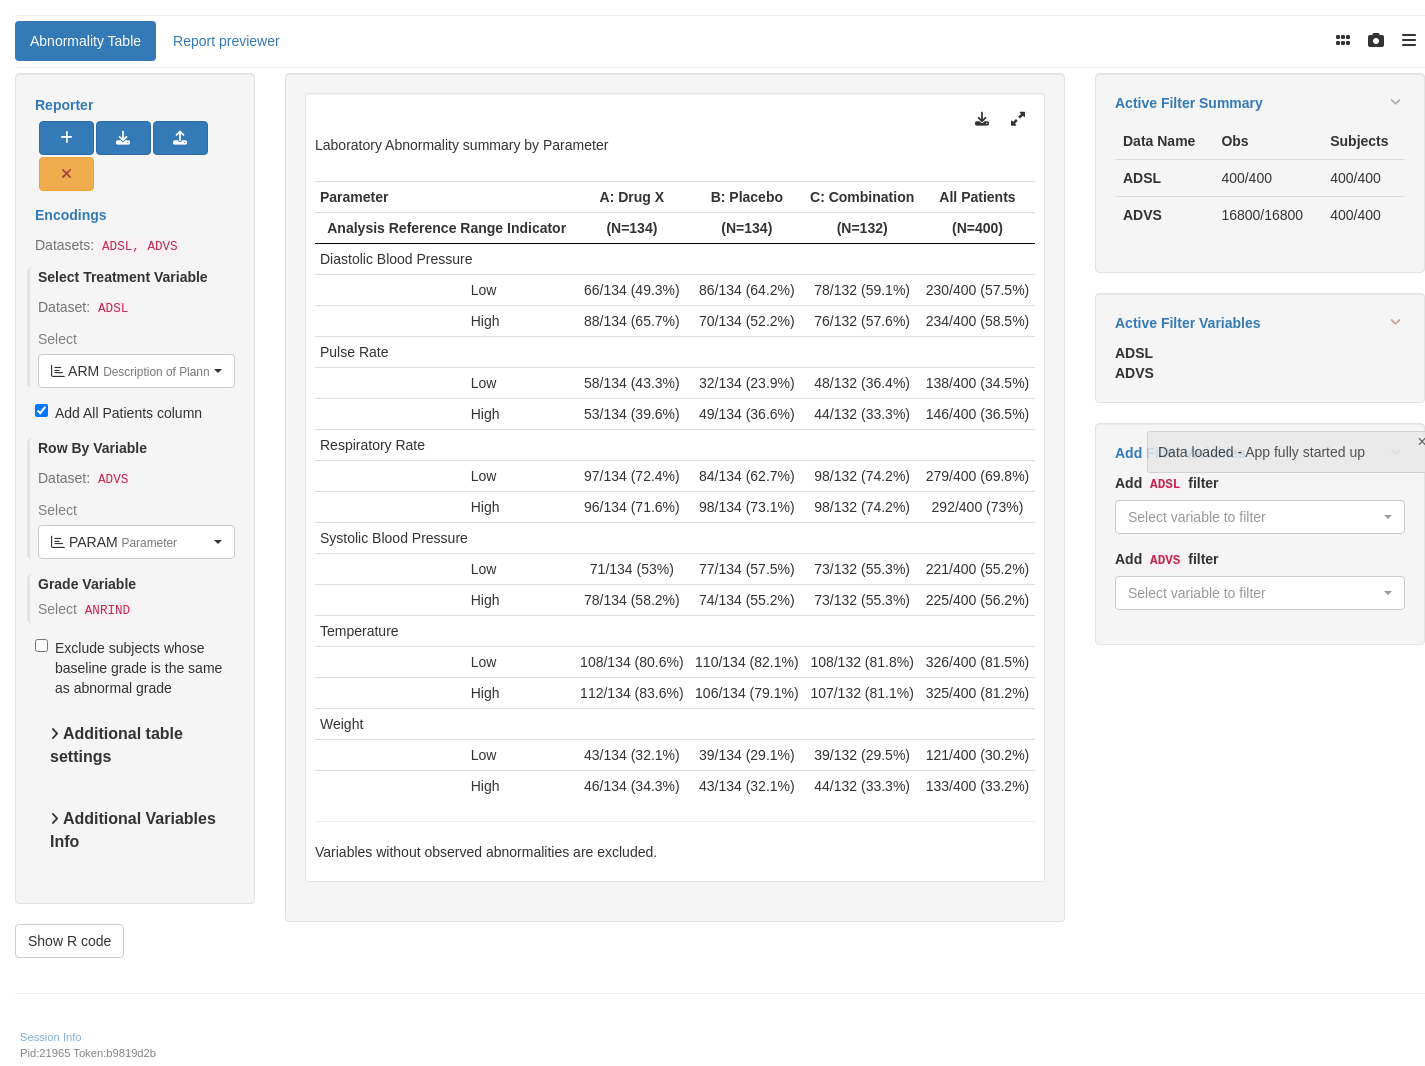 Abnormality Table
Report previewer
Reporter
Encodings
Datasets: ADSL, ADVS
Select Treatment Variable
Dataset: ADSL
Select
ARM Description of Plann
Add All Patients column
Row By Variable
Dataset: ADVS
Select
PARAM Parameter
Grade Variable
Select ANRIND
Exclude subjects whose
baseline grade is the same
as abnormal grade
Additional table
settings
Additional Variables
Info
Show R code
Laboratory Abnormality summary by Parameter
Parameter A: Drug X B: Placebo C: Combination All Patients
Analysis Reference Range Indicator (N=134) (N=134) (N=132) (N=400)
Diastolic Blood Pressure
Low 66/134 (49.3%) 86/134 (64.2%) 78/132 (59.1%) 230/400 (57.5%)
High 88/134 (65.7%) 70/134 (52.2%) 76/132 (57.6%) 234/400 (58.5%)
Pulse Rate
Low 58/134 (43.3%) 32/134 (23.9%) 48/132 (36.4%) 138/400 (34.5%)
High 53/134 (39.6%) 49/134 (36.6%) 44/132 (33.3%) 146/400 (36.5%)
Respiratory Rate
Low 97/134 (72.4%) 84/134 (62.7%) 98/132 (74.2%) 279/400 (69.8%)
High 96/134 (71.6%) 98/134 (73.1%) 98/132 (74.2%) 292/400 (73%)
Systolic Blood Pressure
Low 71/134 (53%) 77/134 (57.5%) 73/132 (55.3%) 221/400 (55.2%)
High 78/134 (58.2%) 74/134 (55.2%) 73/132 (55.3%) 225/400 (56.2%)
Temperature
Low 108/134 (80.6%) 110/134 (82.1%) 108/132 (81.8%) 326/400 (81.5%)
High 112/134 (83.6%) 106/134 (79.1%) 107/132 (81.1%) 325/400 (81.2%)
Weight
Low 43/134 (32.1%) 39/134 (29.1%) 39/132 (29.5%) 121/400 (30.2%)
High 46/134 (34.3%) 43/134 (32.1%) 44/132 (33.3%) 133/400 (33.2%)
Variables without observed abnormalities are excluded.
Active Filter Summary
Data Name Obs Subjects
ADSL 400/400 400/400
ADVS 16800/16800 400/400
Active Filter Variables
ADSL
ADVS
Add
Data loaded - App fully started up
Add ADSL filter
Select variable to filter
Add ADVS filter
Select variable to filter
Session Info
Pid:21965 Token:b9819d2b